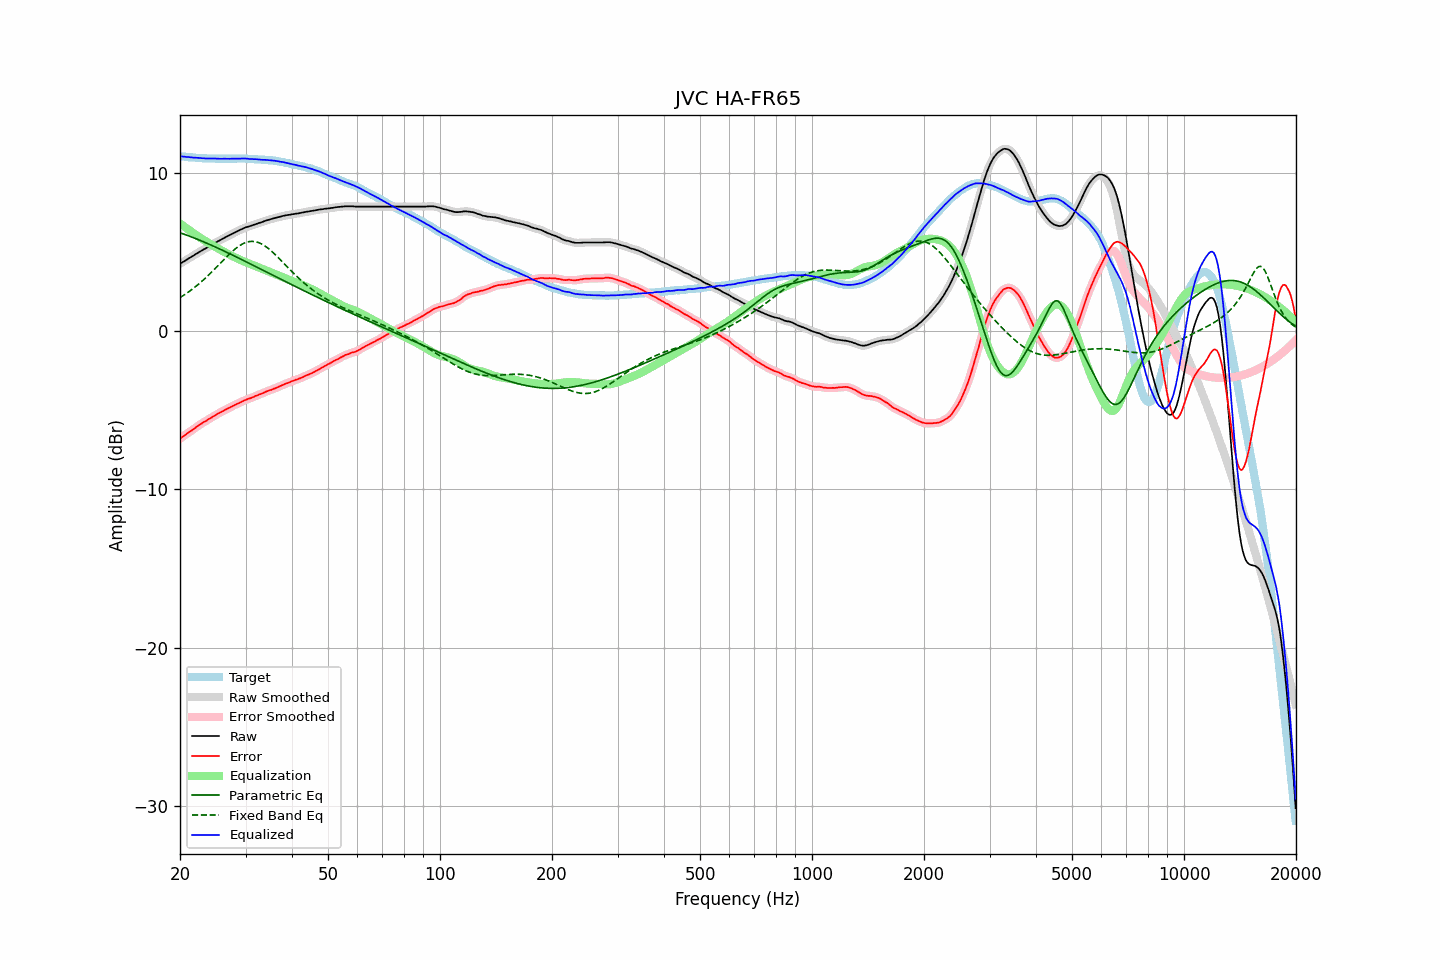 JVC HA-FR65
Amplitude (dBr)
10
0
−10
−20
−30
Target
Raw Smoothed
Error Smoothed
Raw
Error
Equalization
Parametric Eq
Fixed Band Eq
Equalized
20 50 100 200 500 1000 2000 5000 10000 20000
Frequency (Hz)